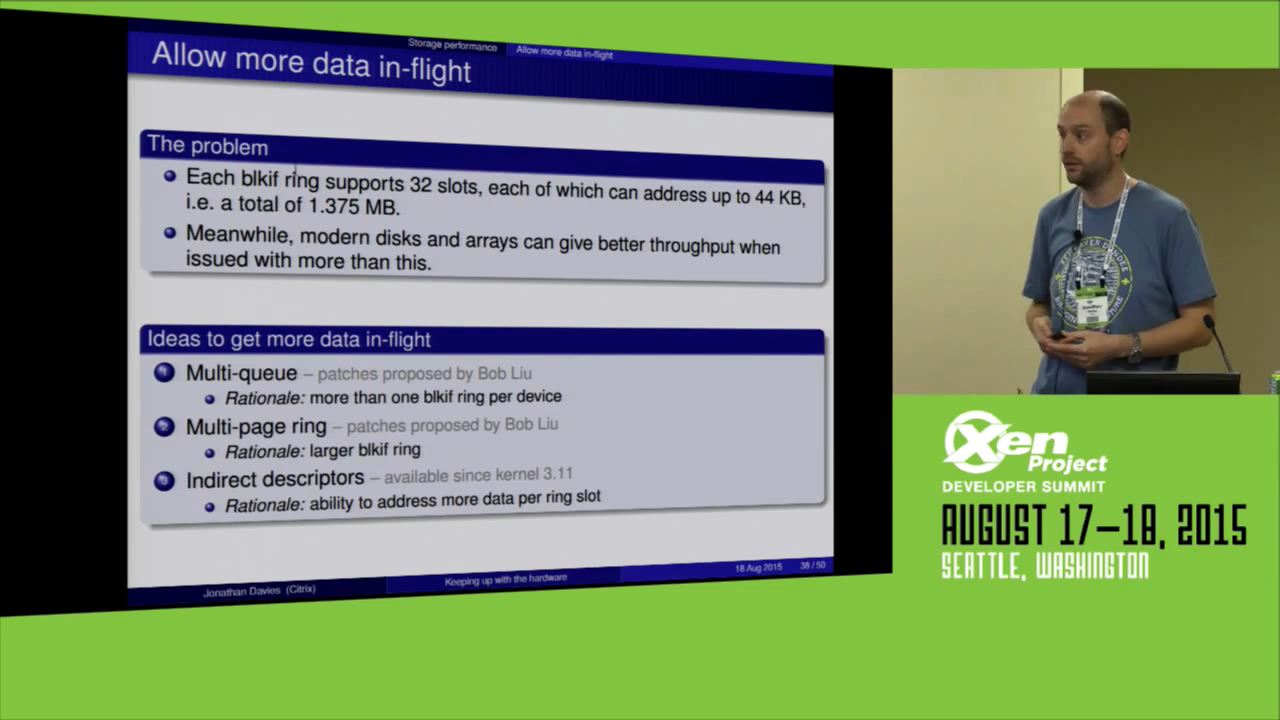 Storage performance
Allow more data in-flight
Allow more data in-flight
The problem
Each blkif ring supports 32 slots, each of which can address up to 44 KB,
i.e. a total of 1.375 MB.
Meanwhile, modern disks and arrays can give better throughput when
issued with more than this.
Ideas to get more data in-flight
1 Multi-queue – patches proposed by Bob Liu
Rationale: more than one blkif ring per device
2 Multi-page ring – patches proposed by Bob Liu
Rationale: larger blkif ring
3 Indirect descriptors – available since kernel 3.11
Rationale: ability to address more data per ring slot
Jonathan Davies (Citrix)
Keeping up with the hardware
18 Aug 2015
38 / 50
Xen
Project
DEVELOPER SUMMIT
AUGUST 17–18, 2015
SEATTLE, WASHINGTON